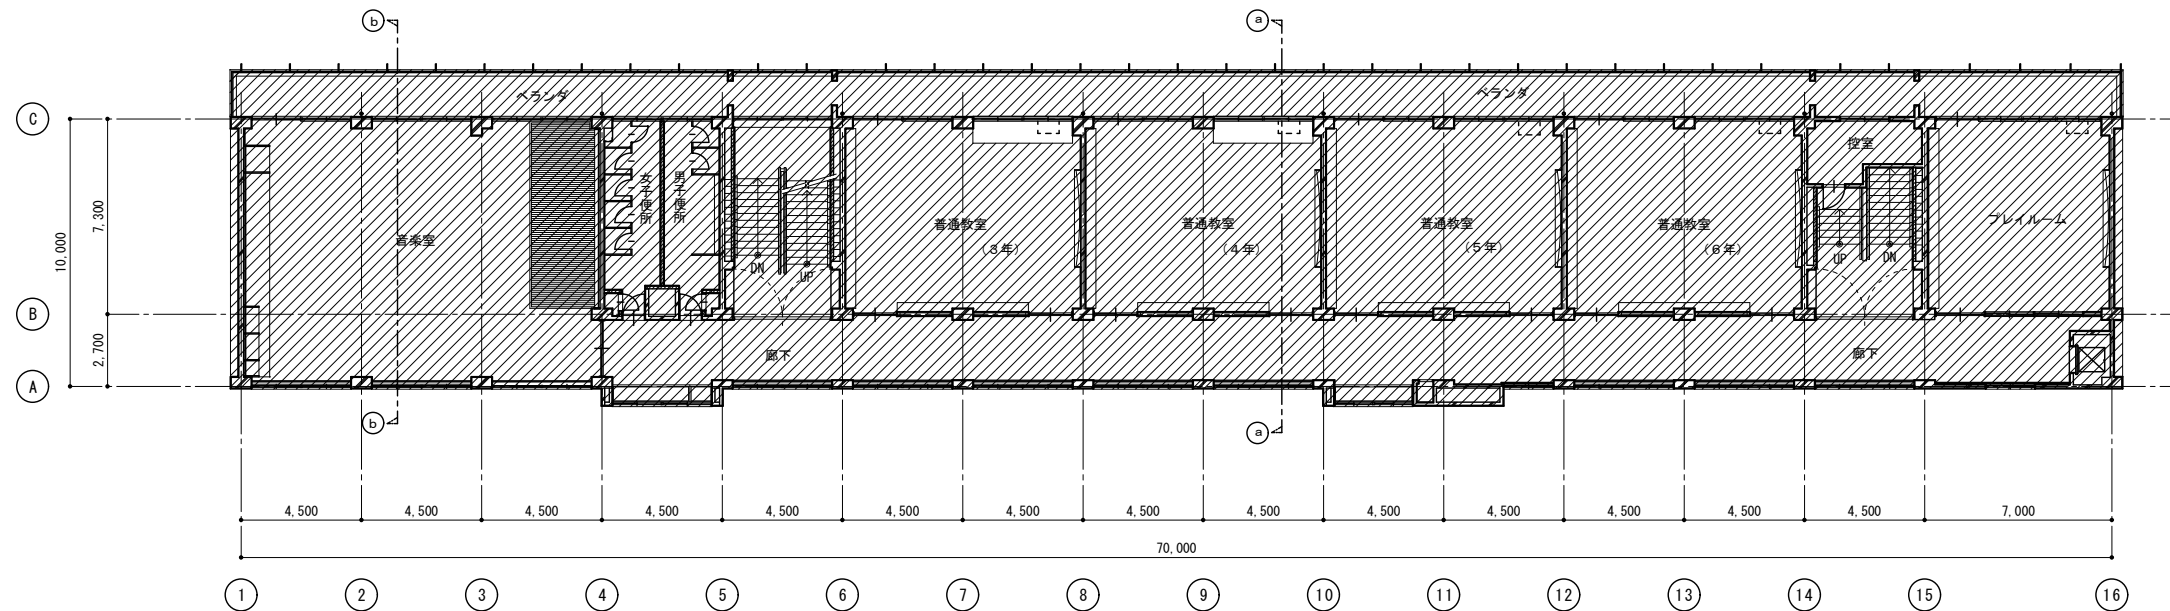 b
a
ベランダ
ベランダ
C
B
A
10,000
7,300
2,700
音楽室
女子便所
男子便所
DN
UP
普通教室
(3年)
普通教室
(4年)
普通教室
(5年)
普通教室
(6年)
控室
UP
DN
プレイルーム
廊下
廊下
b
a
4,500
4,500
4,500
4,500
4,500
4,500
4,500
4,500
4,500
4,500
4,500
4,500
4,500
4,500
7,000
70,000
1
2
3
4
5
6
7
8
9
10
11
12
13
14
15
16